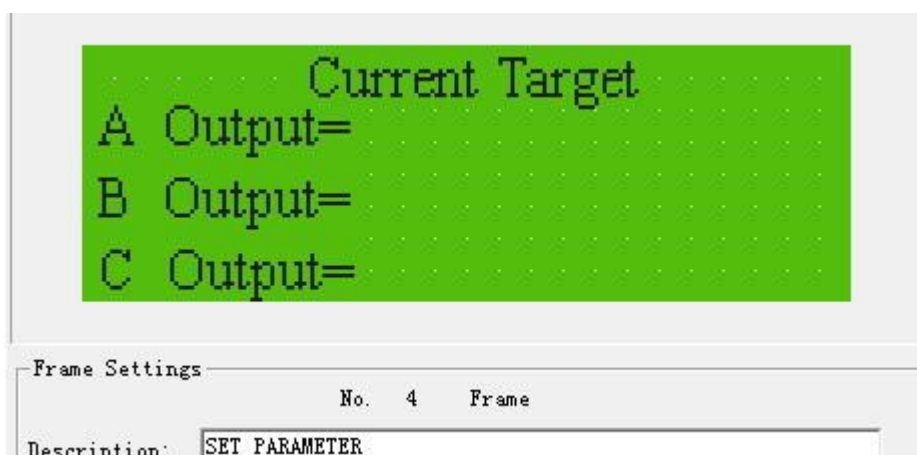 Current Target
A Output=
B Output=
C Output=
Frame Settings
No. 4 Frame
Description: SET PARAMETER